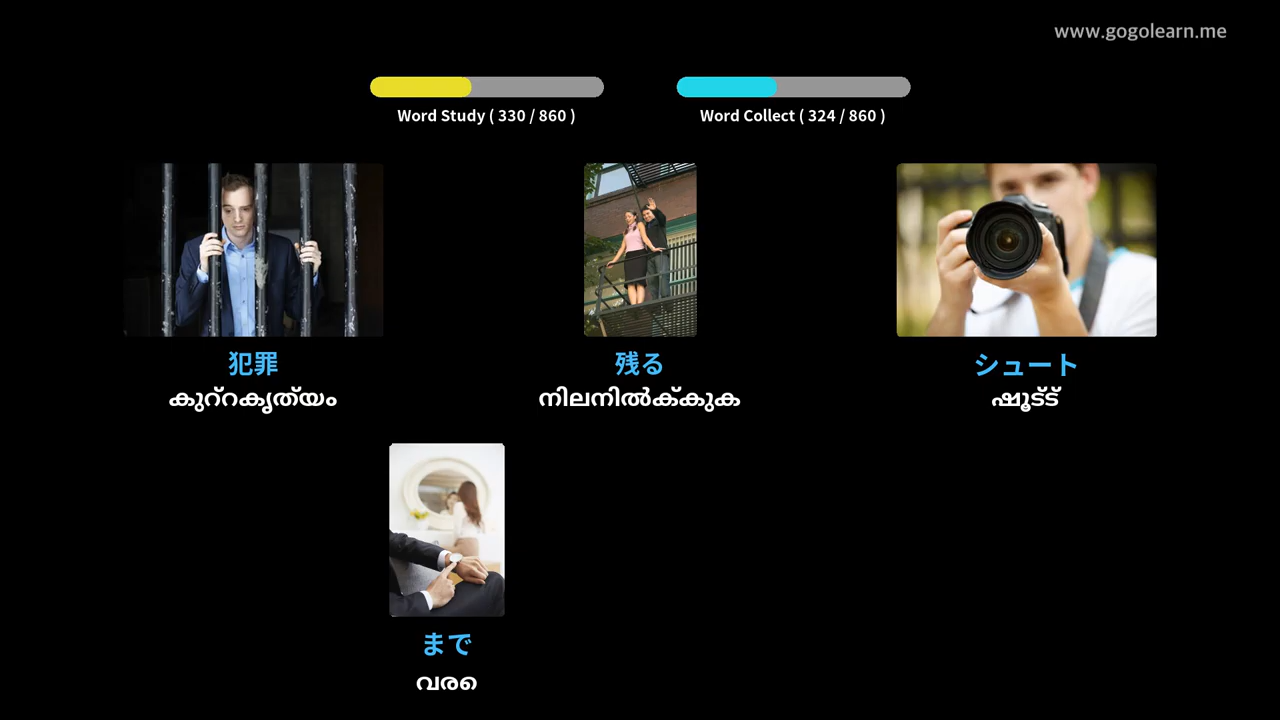 www.gogolearn.me
Word Study ( 330 / 860 )
Word Collect ( 324 / 860 )
犯罪
കുറ്റകൃത്യം
残る
നിലനിൽക്കുക
シュート
ഷൂട്ട്
まで
വരെ